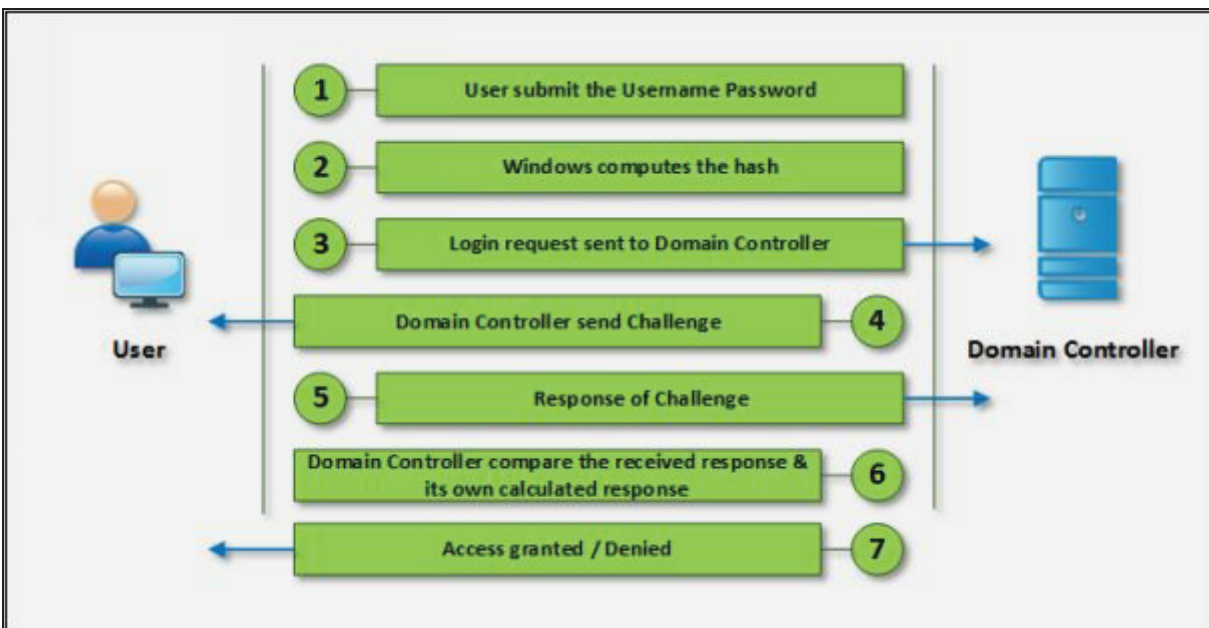 1
User submit the Username Password
2
Windows computes the hash
3
Login request sent to Domain Controller
Domain Controller send Challenge
4
User
Domain Controller
5
Response of Challenge
Domain Controller compare the received response &
its own calculated response
6
Access granted / Denied
7